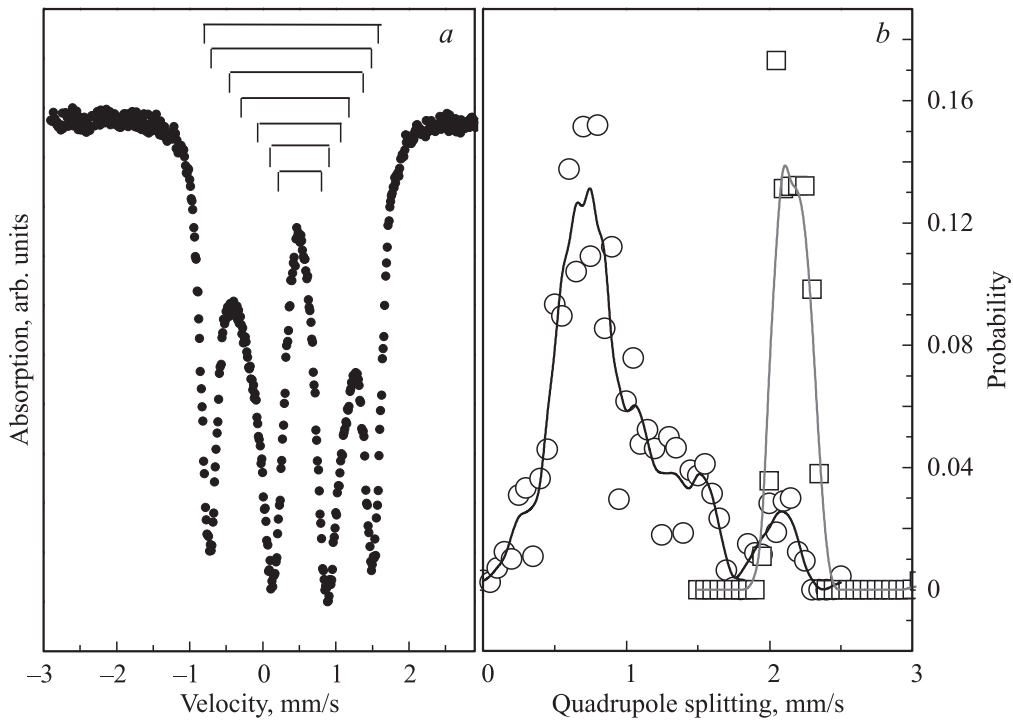 a
b
Absorption, arb. units
–3
–2
–1
0
1
2
Velocity, mm/s
0.16
0.12
0.08
0.04
0
Probability
0
1
2
3
Quadrupole splitting, mm/s